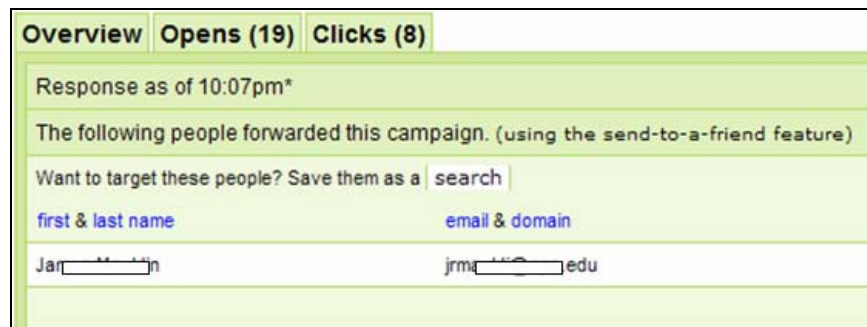 Overview Opens (19) Clicks (8)
Response as of 10:07pm*
The following people forwarded this campaign. (using the send-to-a-friend feature)
Want to target these people? Save them as a search
first & last name email & domain
edu